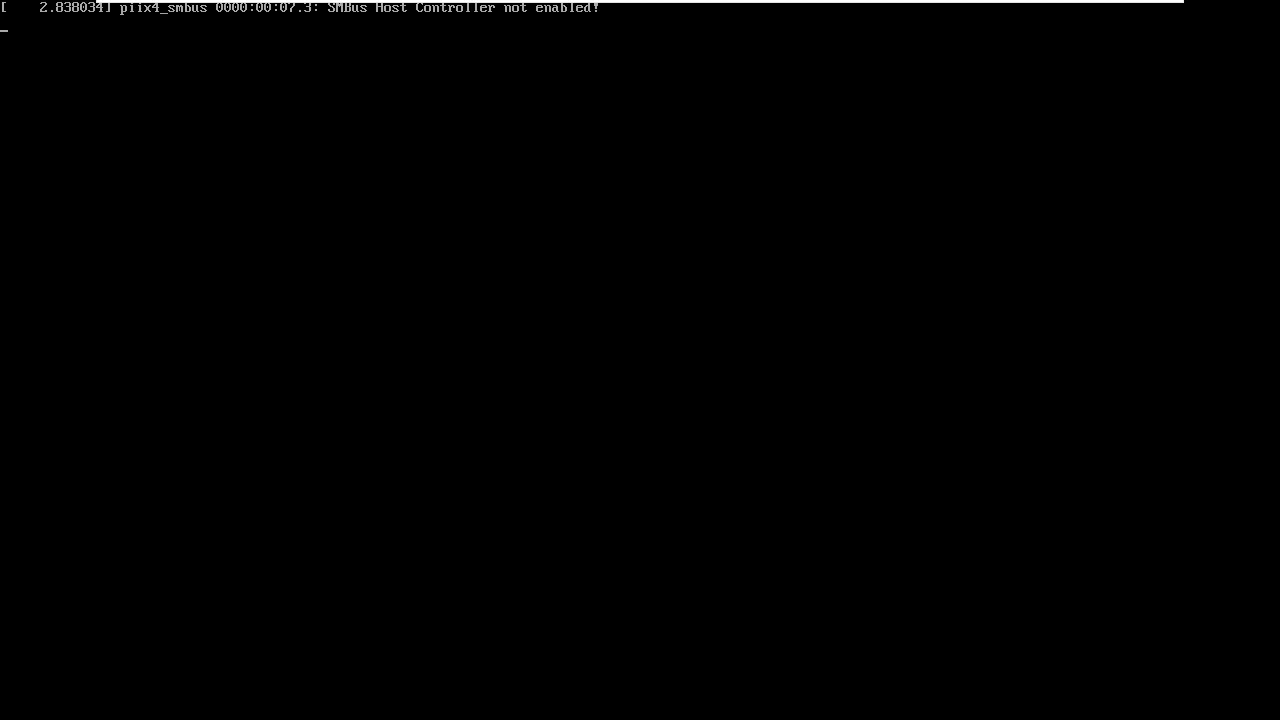 [    2.838034] piix4_smbus 0000:00:07.3: SMBus Host Controller not enabled!